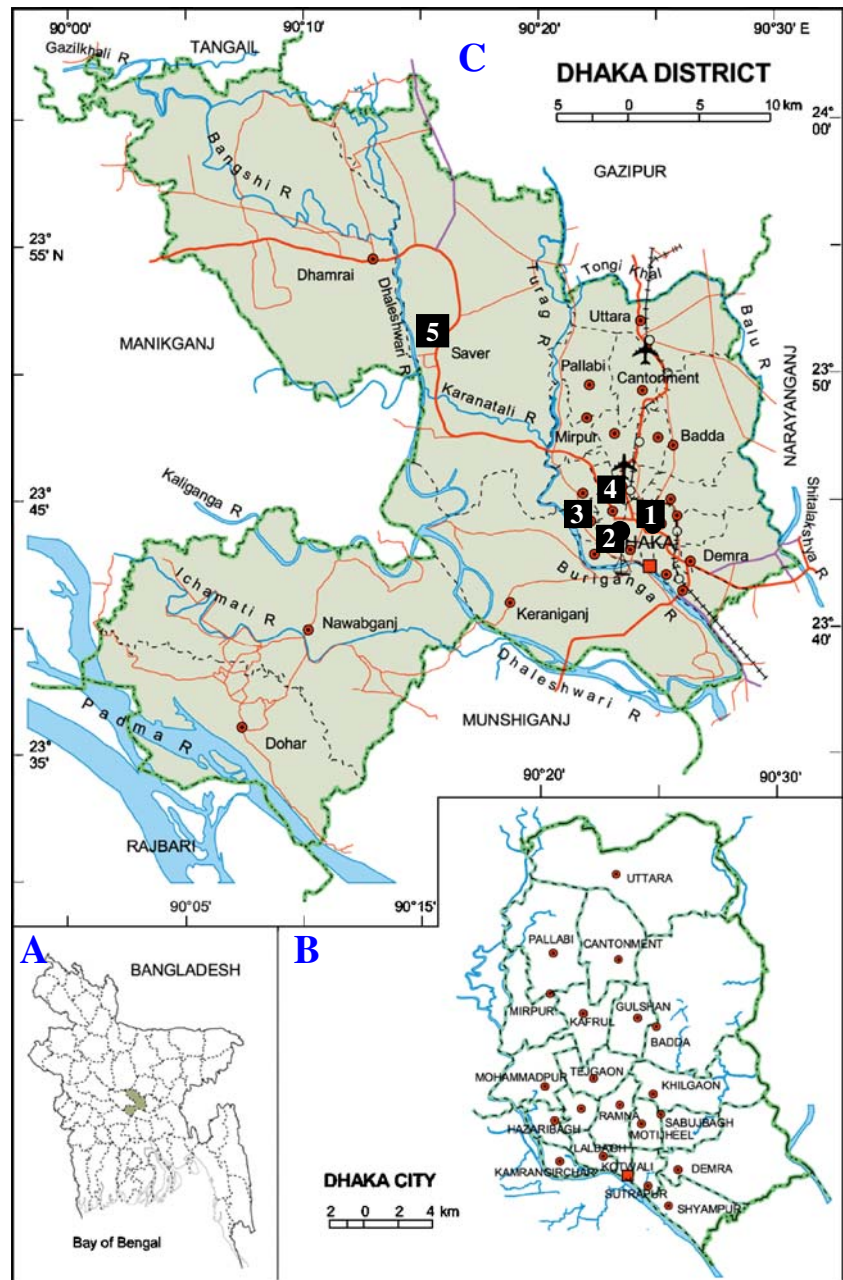 90°00'
90°10'
90°20'
90°30' E
Gazilkhali R
TANGAIL
C
DHAKA DISTRICT
5 0 5 10 km
24°
00'
GAZIPUR
Bangshi R
23°
55' N
Dhamrai
Dhaleshwari R
Turag R
Tongi Khal
Uttara
Balu R
MANIKGANJ
5
Saver
Pallabi
Cantonment
23°
50'
NARAYANGANJ
Karanatali R
Mirpur
Badda
Kaliganga R
23°
45'
4
3
1
2
HAKA
Shitalakshya R
Demra
Buriganga R
Ichamati R
Nawabganj
Keraniganj
23°
40'
Dhaleshwari R
Padma R
MUNSHIGANJ
Dohar
23°
35'
RAJBARI
90°20'
90°30'
90°05'
90°15'
A
BANGLADESH
Bay of Bengal
B
UTTARA
PALLABI
CANTONMENT
MIRPUR
KAFRUL
GULSHAN
BADDA
MOHAMMADPUR
TEJGAON
KHILGAON
RAMNA
SABUJBAGH
HAZARIBAGH
MOTIJHEEL
LALBAGH
KOTWALI
KAMRANGIRCHAR
DEMRA
SUTRAPUR
SHYAMPUR
DHAKA CITY
2 0 2 4 km